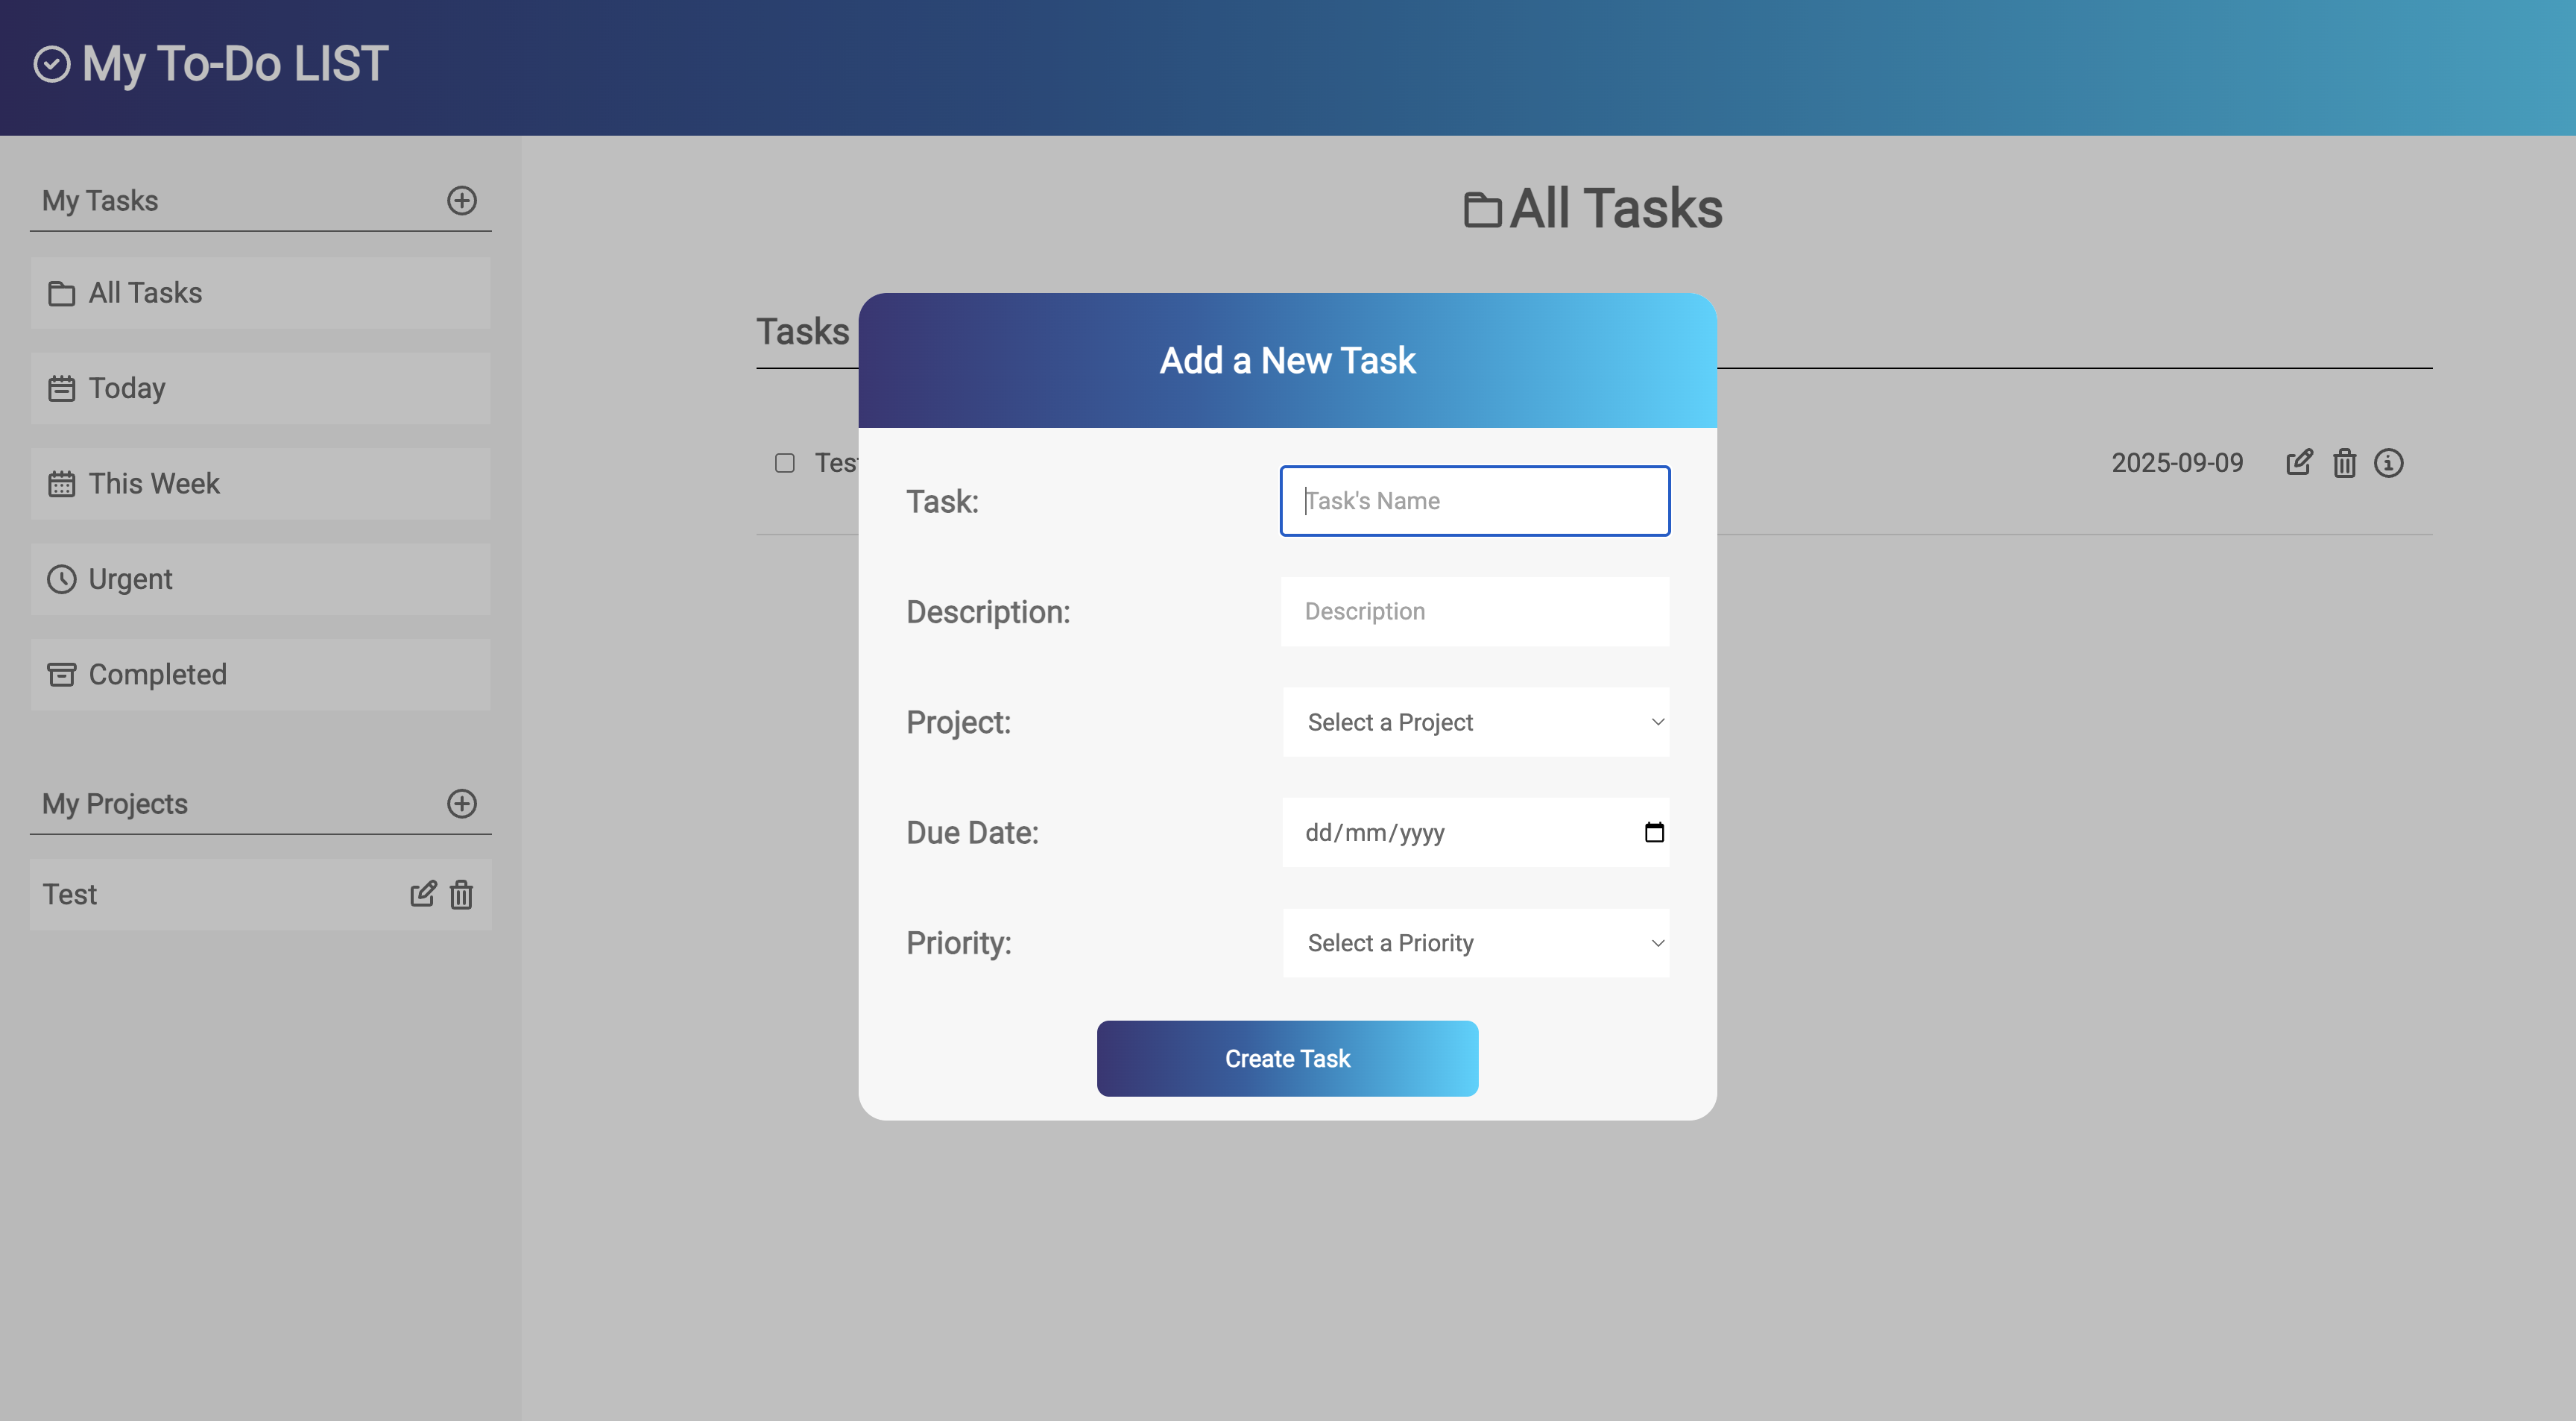 My To-Do LIST
My Tasks
All Tasks
Today
This Week
Urgent
Completed
My Projects
Test
All Tasks
Tasks
2025-09-09
Add a New Task
Task:
Task's Name
Description:
Description
Project:
Select a Project
Due Date:
dd/mm/yyyy
Priority:
Select a Priority
Create Task